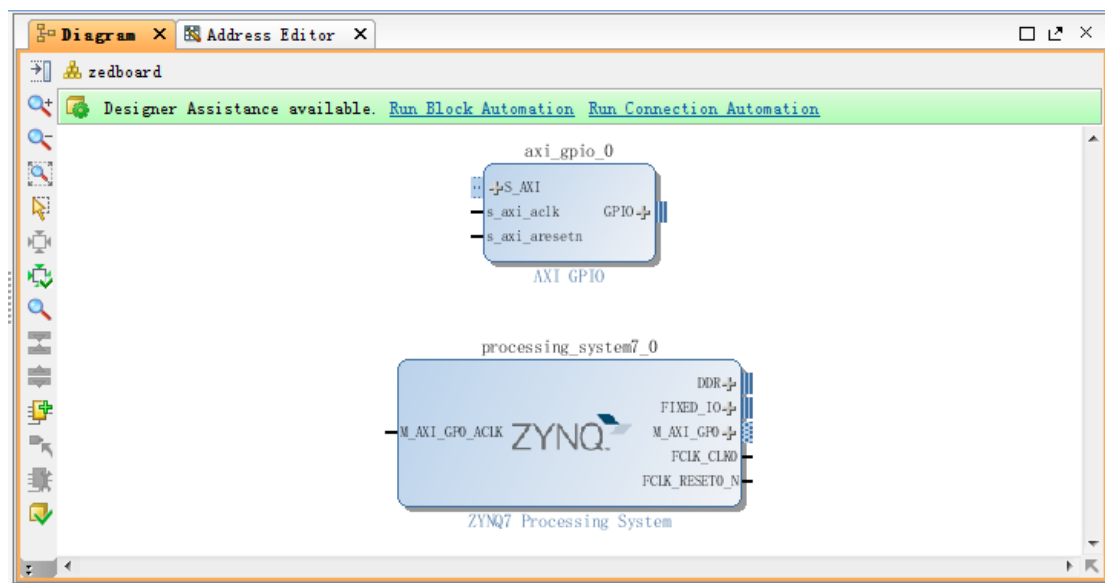 Diagram X Address Editor X
zedboard
Designer Assistance available. Run Block Automation Run Connection Automation
axi_gpio_0
S_AXI
s_axi_aclk GPIO
s_axi_aresetn
AXI GPIO
processing_system7_0
DDR
FIXED_IO
M_AXI_GP0_ACLK ZYNQ. M_AXI_GP0
FCLK_CLK0
FCLK_RESET0_N
ZYNQ7 Processing System